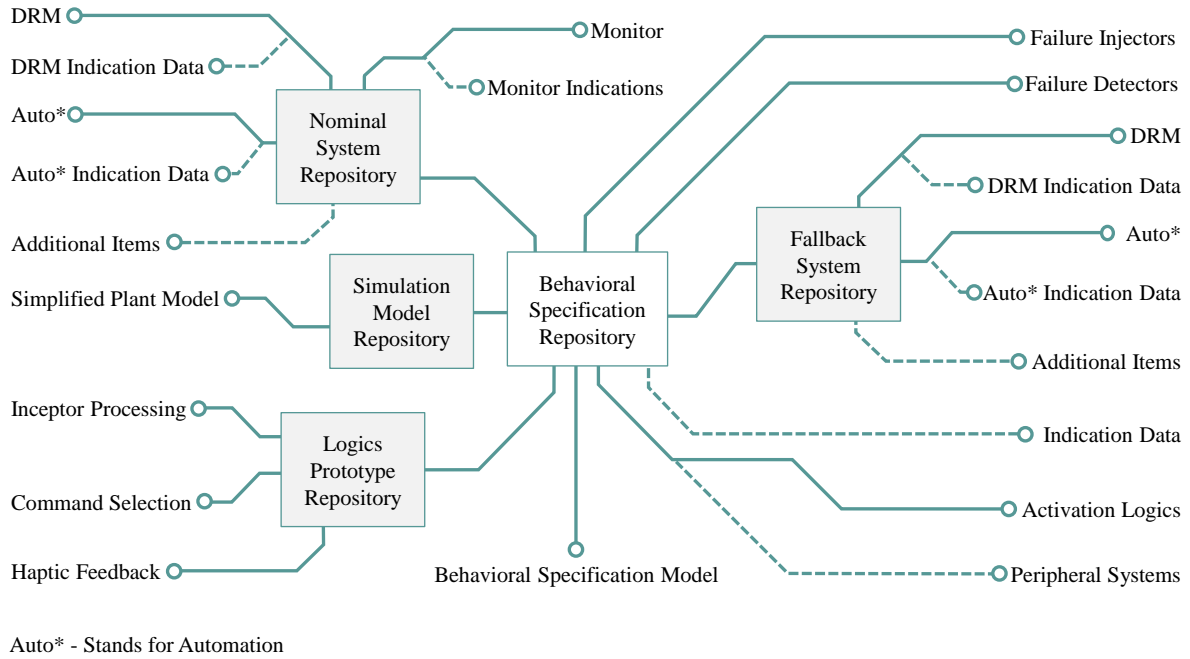 DRM
DRM Indication Data
Auto*
Auto* Indication Data
Additional Items
Monitor
Monitor Indications
Nominal
System
Repository
Failure Injectors
Failure Detectors
DRM
DRM Indication Data
Auto*
Auto* Indication Data
Additional Items
Fallback
System
Repository
Simplified Plant Model
Simulation
Model
Repository
Behavioral
Specification
Repository
Inceptor Processing
Command Selection
Haptic Feedback
Logics
Prototype
Repository
Behavioral Specification Model
Indication Data
Activation Logics
Peripheral Systems
Auto* - Stands for Automation